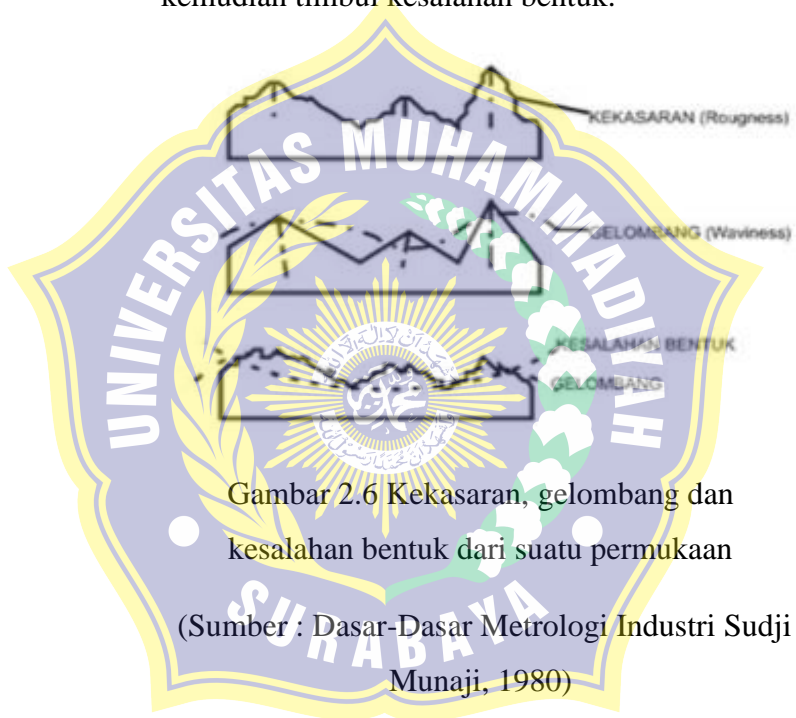 kemudian timbul kesalahan bentuk.
KEKASARAN (Rougness)
GELOMBANG (Waviness)
KESALAHAN BENTUK
GELOMBANG
UNIVERSITAS MUHAMMADIYAH
SURABAYA
Gambar 2.6 Kekasaran, gelombang dan
kesalahan bentuk dari suatu permukaan
(Sumber : Dasar-Dasar Metrologi Industri Sudji
Munaji, 1980)